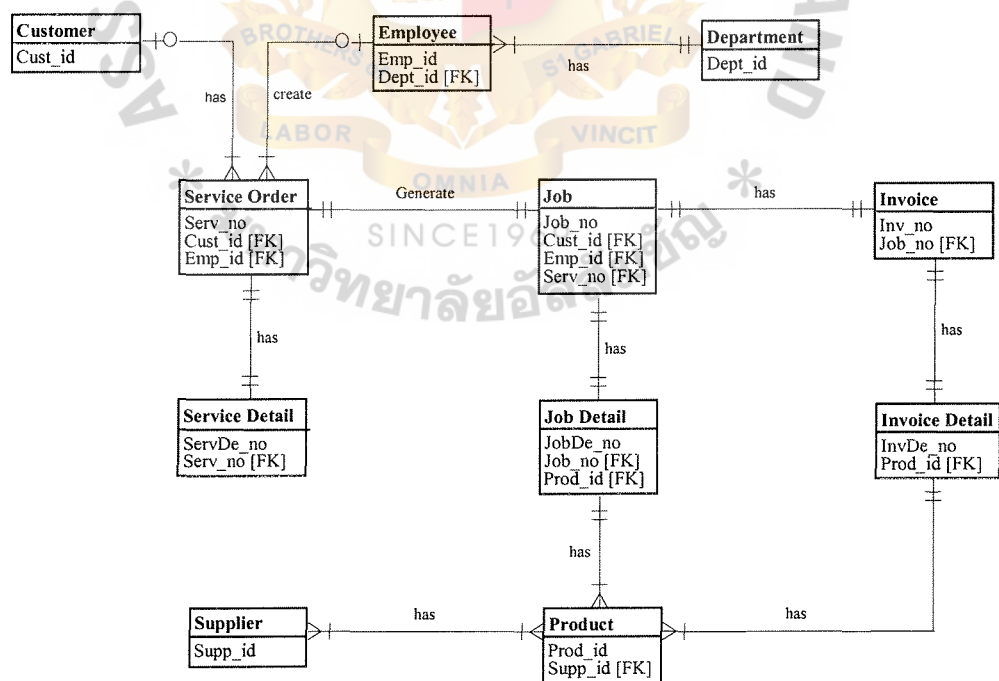 Customer
Cust_id
Employee
Emp_id
Dept_id [FK]
has
Department
Dept_id
has
create
BROTHERS
ST GABRIEL
LABOR
VINCIT
OMNIA
Service Order
Serv_no
Cust_id [FK]
Emp_id [FK]
Generate
Job
Job_no
Cust_id [FK]
Emp_id [FK]
Serv_no [FK]
has
Invoice
Inv_no
Job_no [FK]
has
has
has
Service Detail
ServDe_no
Serv_no [FK]
Job Detail
JobDe_no
Job_no [FK]
Prod_id [FK]
Invoice Detail
InvDe_no
Prod_id [FK]
has
Supplier
Supp_id
has
Product
Prod_id
Supp_id [FK]
has
* *
SINCE